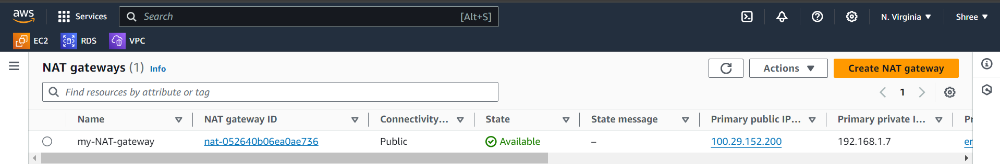 aws Services Search [Alt+S] N. Virginia Shree
EC2 RDS VPC
NAT gateways (1) Info Actions Create NAT gateway
Find resources by attribute or tag 1
Name NAT gateway ID Connectivity... State State message Primary public IP... Primary private I... Pr
my-NAT-gateway nat-052640b06ea0ae736 Public Available – 100.29.152.200 192.168.1.7 er